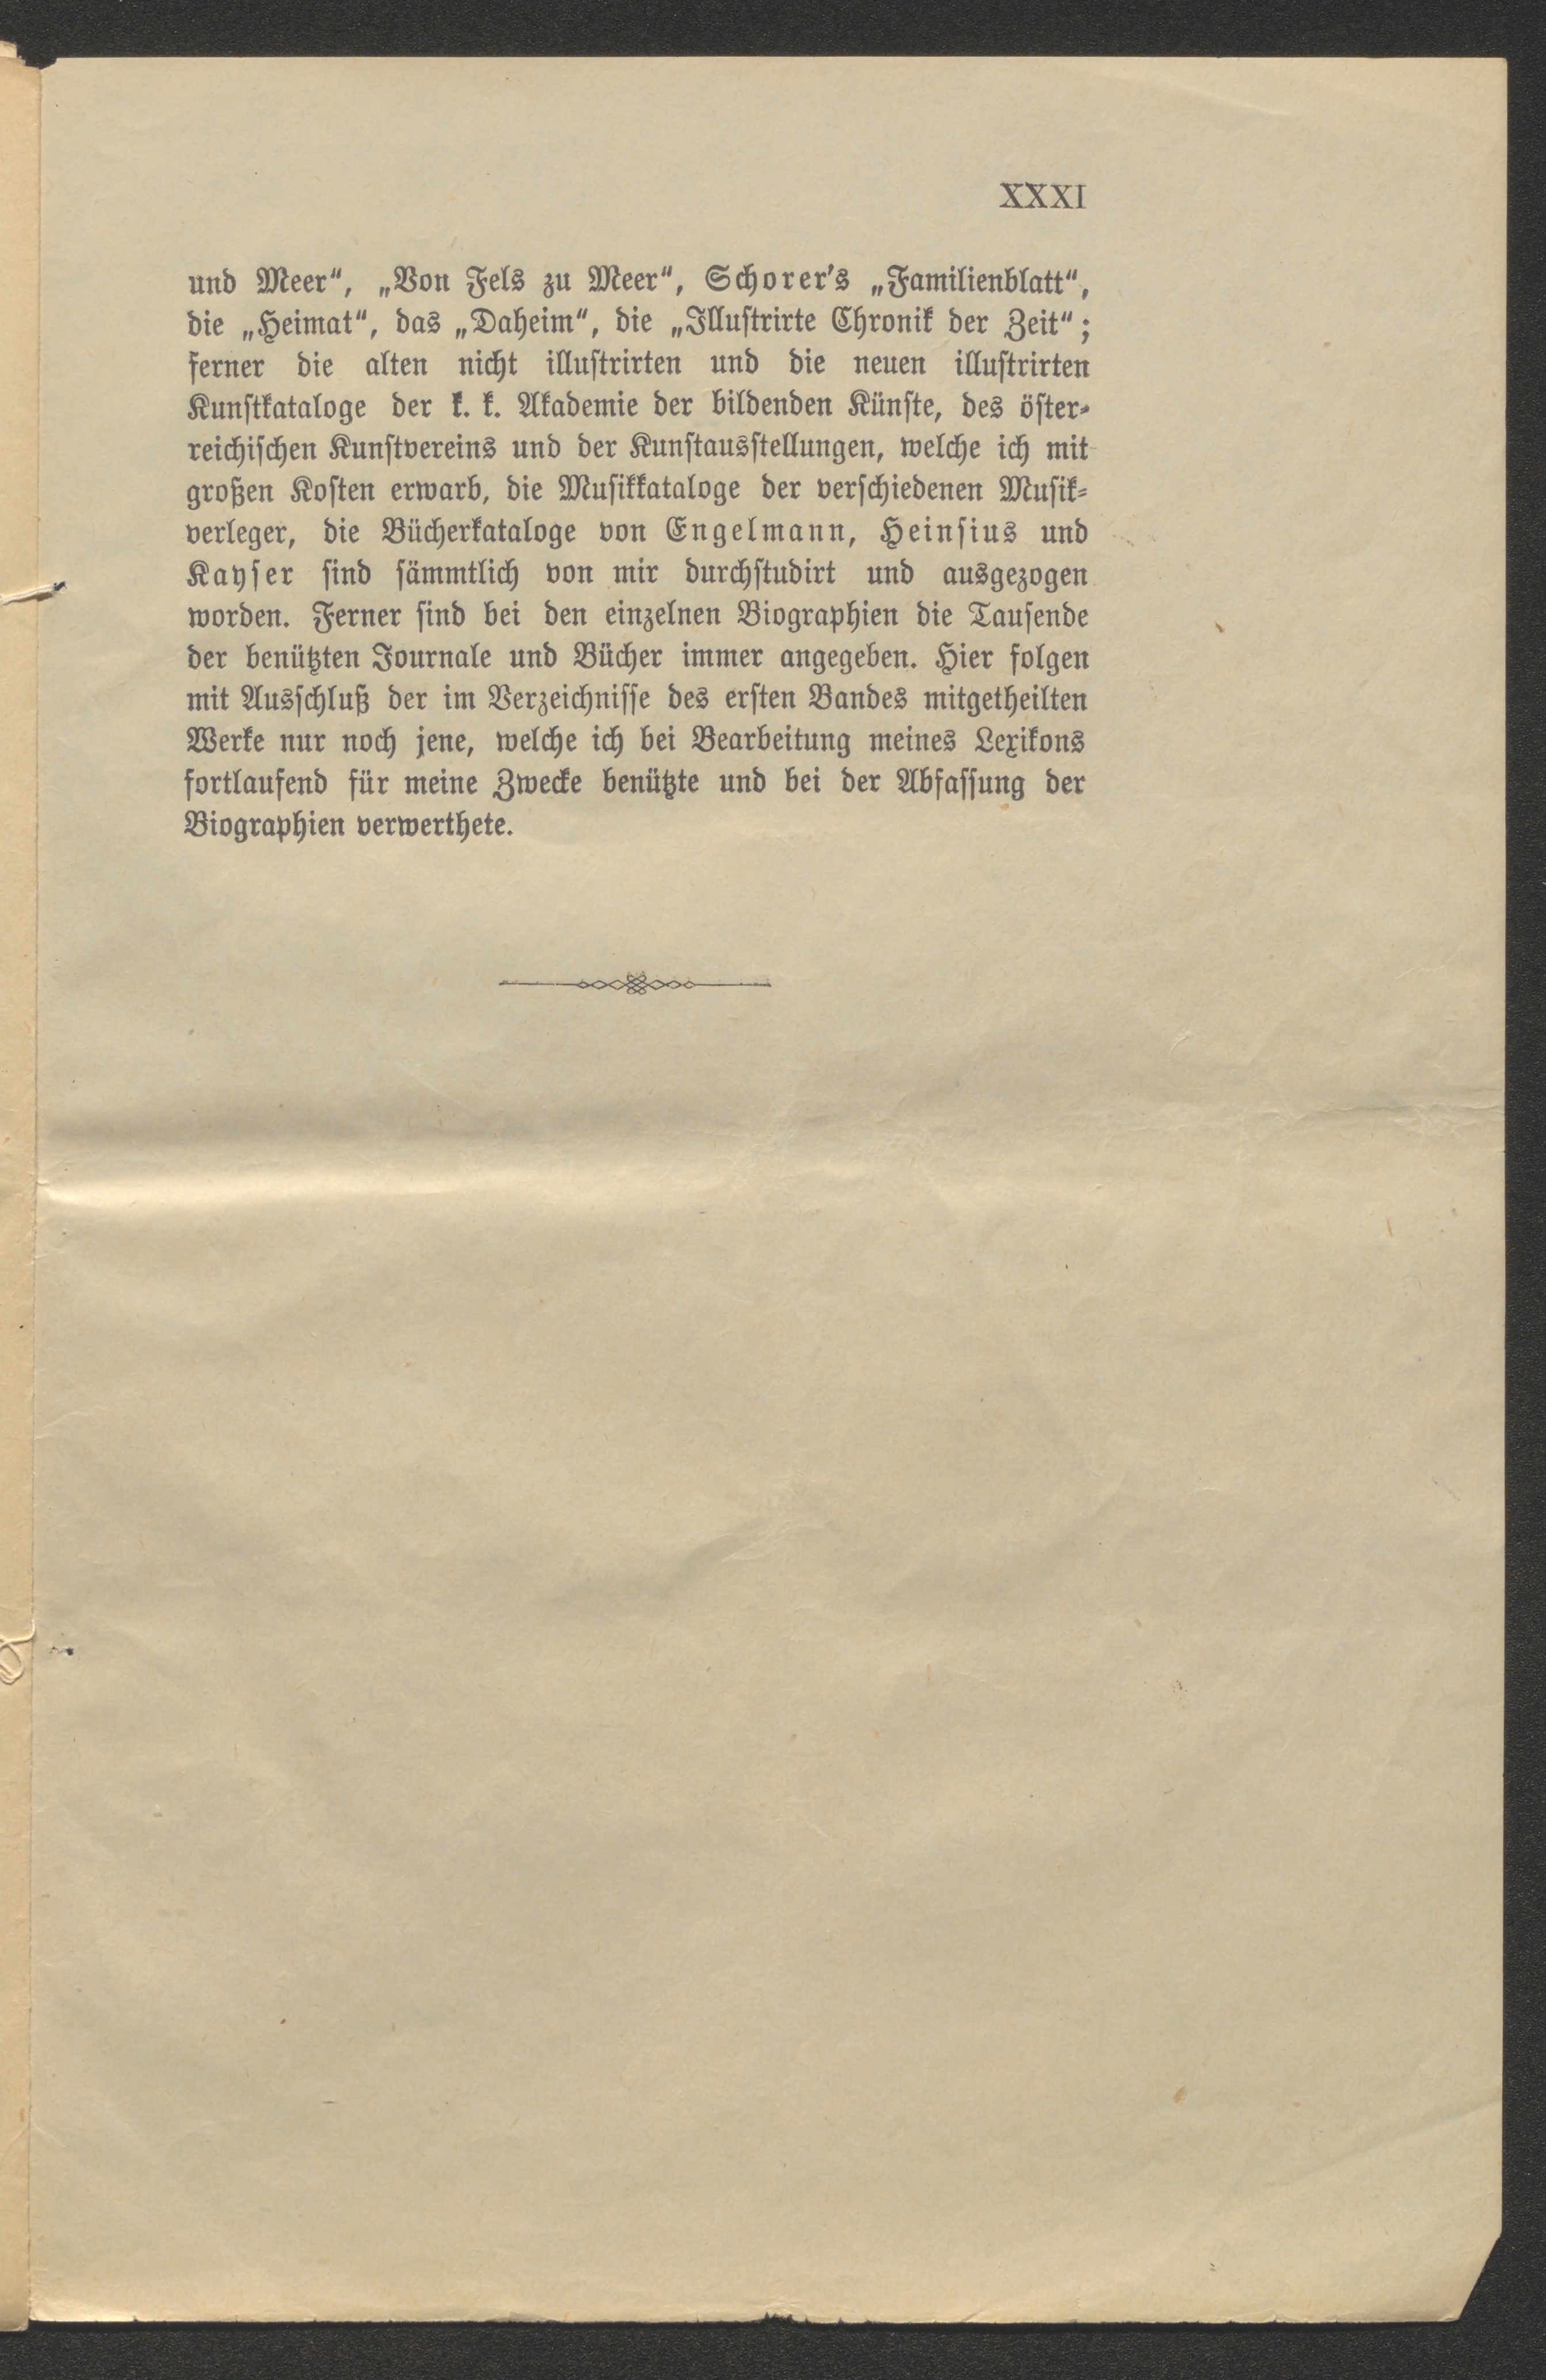 XXXI
und Meer“, „Von Fels zu Meer“, Schorer's „Familienblatt“,
die „Heimat“, das „Daheim“, die „Illustrirte Chronik der Zeit“;
ferner die alten nicht illustrirten und die neuen illustrirten
Kunstkataloge der k. k. Akademie der bildenden Künste, des öster-
reichischen Kunstvereins und der Kunstausstellungen, welche ich mit
großen Kosten erwarb, die Musikkataloge der verschiedenen Musik-
verleger, die Bücherkataloge von Engelmann, Heinsius und
Kayser sind sämmtlich von mir durchstudirt und ausgezogen
worden. Ferner sind bei den einzelnen Biographien die Tausende
der benützten Journale und Bücher immer angegeben. Hier folgen
mit Ausschluß der im Verzeichnisse des ersten Bandes mitgetheilten
Werke nur noch jene, welche ich bei Bearbeitung meines Lexikons
fortlaufend für meine Zwecke benützte und bei der Abfassung der
Biographien verwerthete.